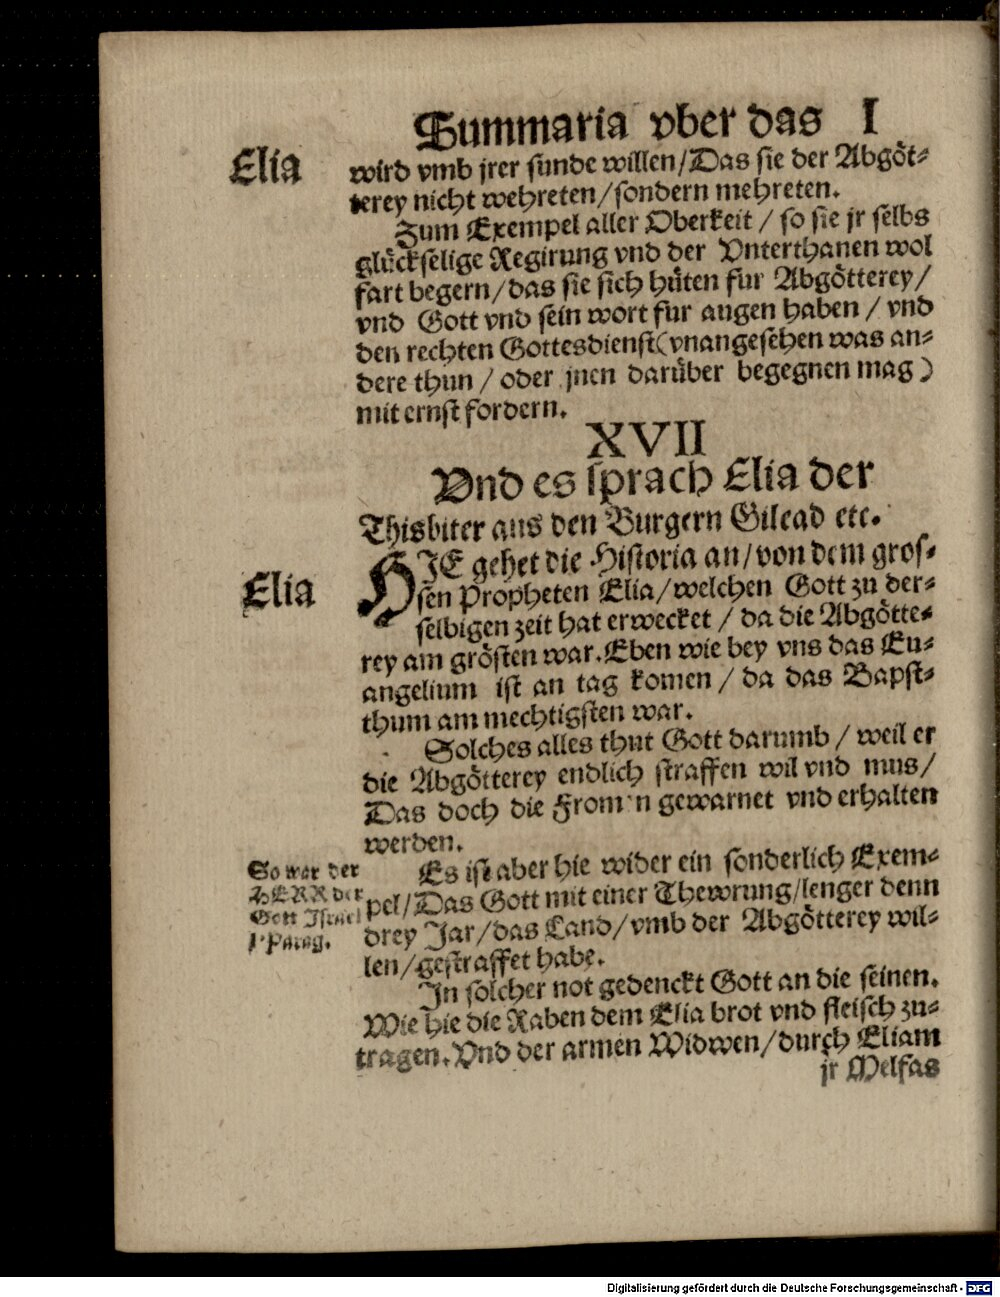 Summaria vber das I
Elia
wird vmb jrer sunde willen/Das sie der Abgöt-
terey nicht wehreten/sondern mehreten.
Zum Exempel aller Oberkeit / so sie jr selbs
glückselige Regirung vnd der Vnterthanen wol
fart begern/das sie sich hüten fur Abgötterey/
vnd Gott vnd sein wort fur augen haben / vnd
den rechten Gottesdienst(vnangesehen was an-
dere thun / oder jnen darüber begegnen mag)
mit ernst fordern.
XVII
Vnd es sprach Elia der
Thisbiter aus den Burgern Gilead etc.
Elia
HIE gehet die Historia an/von dem gros-
sen Propheten Elia/welchen Gott zu der-
selbigen zeit hat erwecket / da die Abgötte-
rey am grösten war.Eben wie bey vns das Eu-
angelium ist an tag komen / da das Bapst-
thum am mechtigsten war.
Solches alles thut Gott darumb / weil er
die Abgötterey endlich straffen wil vnd mus/
Das doch die From n gewarnet vnd erhalten
werden.
So war der
HERR der
Gott Israel
Es ist aber hie wider ein sonderlich Exem-
pel/Das Gott mit einer Thewrung/lenger denn
drey Jar/das Land/vmb der Abgötterey wil-
len/gestraffet habe.
In solcher not gedenckt Gott an die seinen.
Wie hie die Raben dem Elia brot vnd fleisch zu-
tragen.Vnd der armen Widwen/durch Eliam
jr Melfas
Digitalisierung gefördert durch die Deutsche Forschungsgemeinschaft - DFG